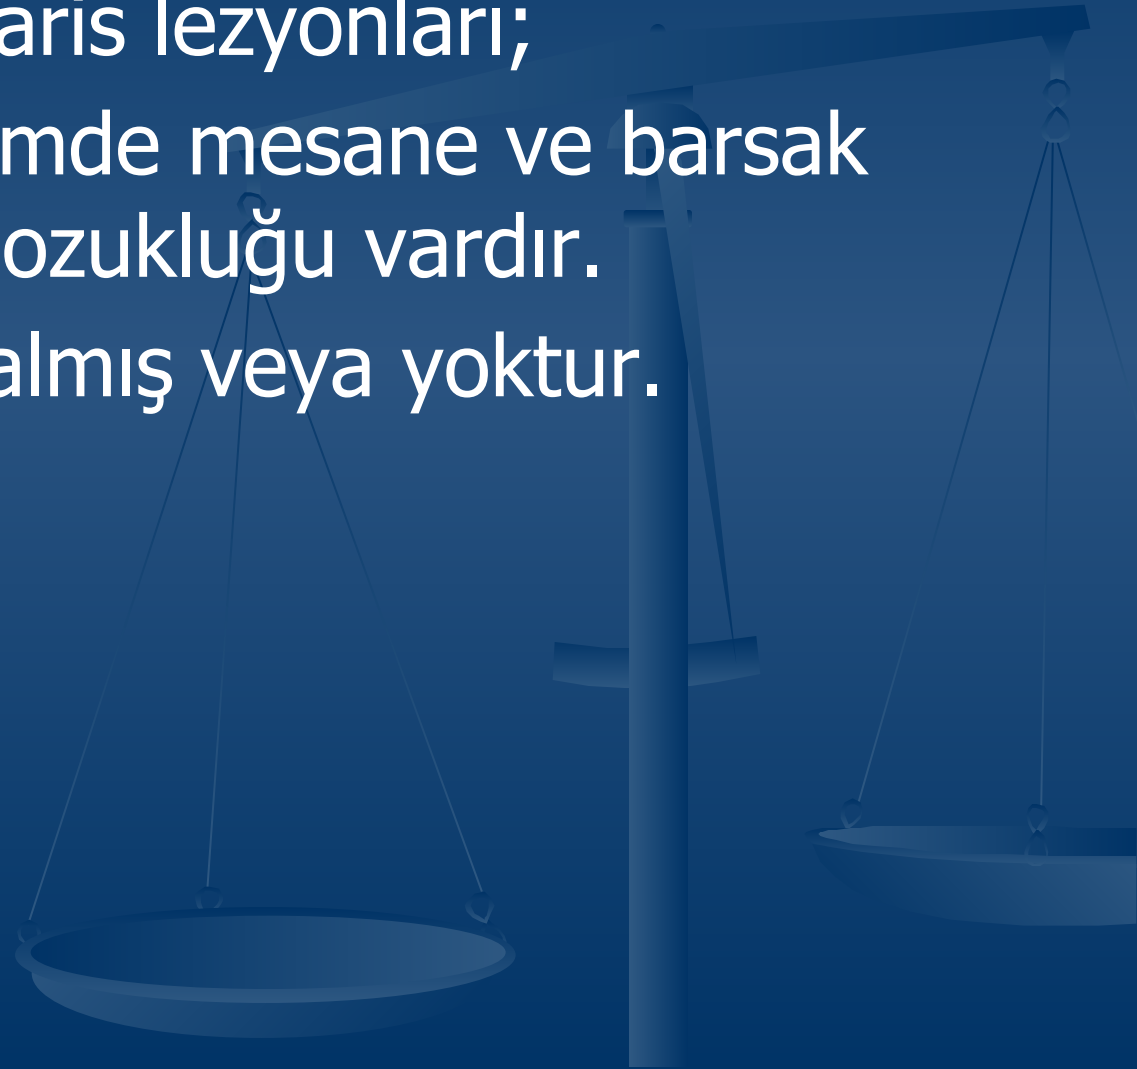 aris lezyonları;
mde mesane ve barsak
ozukluğu vardır.
almış veya yoktur.